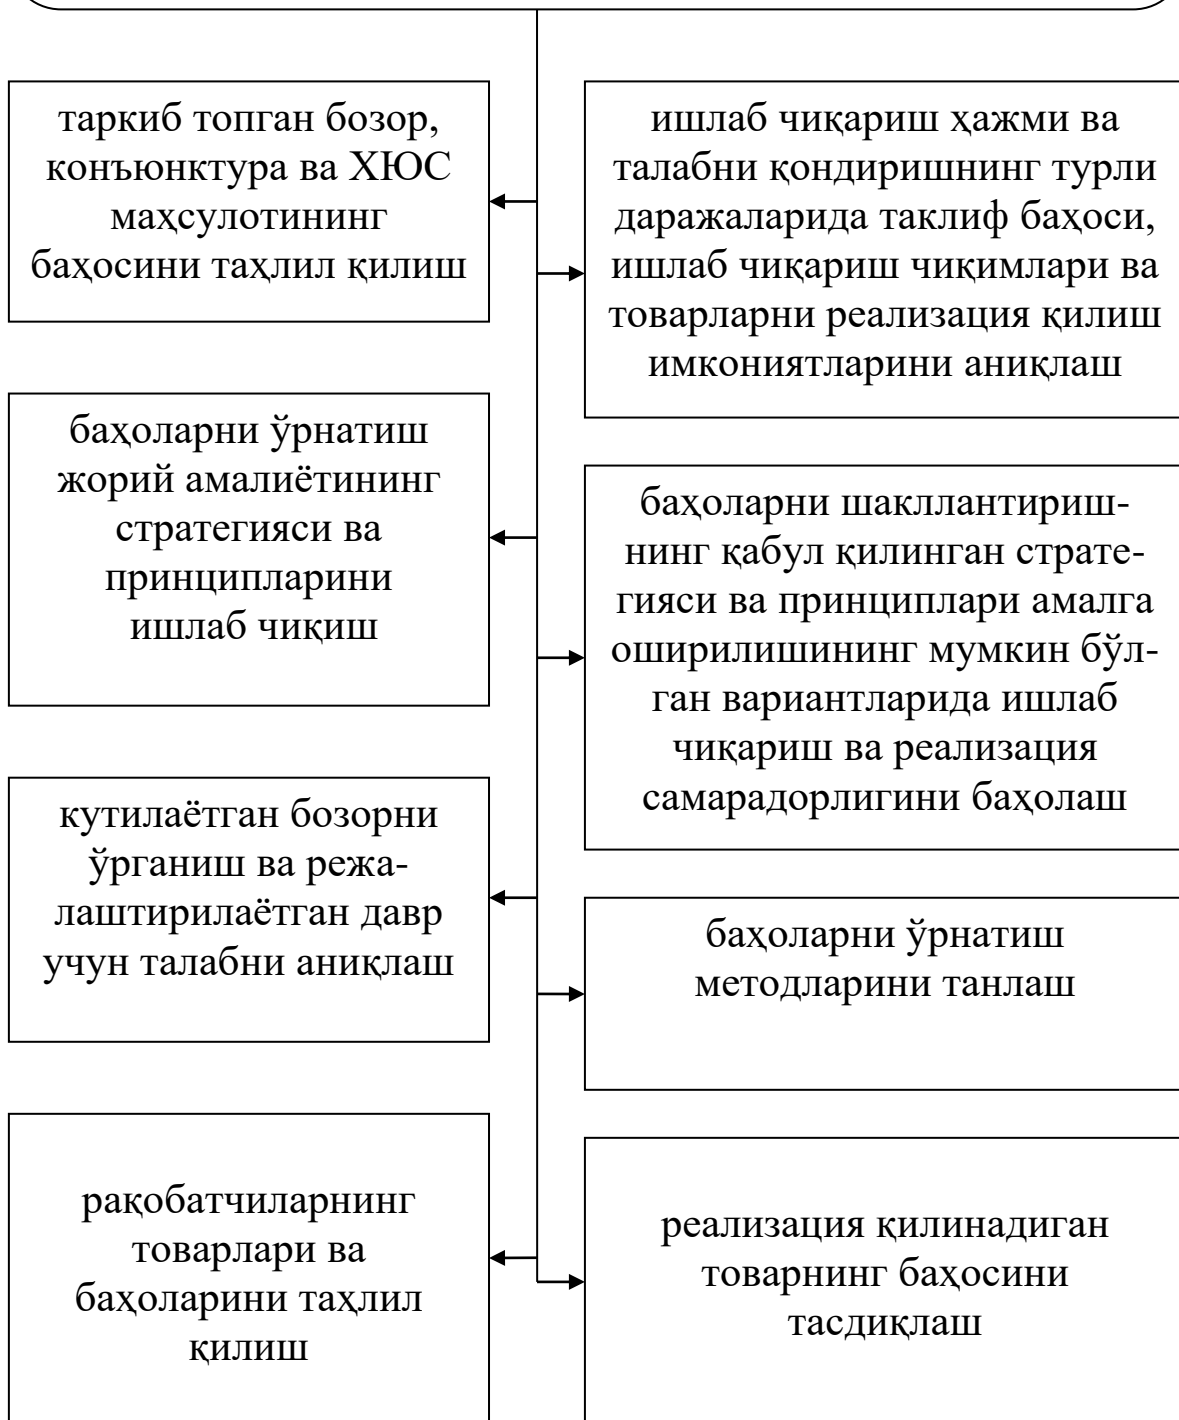 таркиб топган бозор,
конъюнктура ва ХЮС
маҳсулотининг
баҳосини таҳлил қилиш
ишлаб чиқариш ҳажми ва
талабни қондиришнинг турли
даражаларида таклиф баҳоси,
ишлаб чиқариш чиқимлари ва
товарларни реализация қилиш
имкониятларини аниқлаш
баҳоларни ўрнатиш
жорий амалиётининг
стратегияси ва
принципларини
ишлаб чиқиш
баҳоларни шакллантириш-
нинг қабул қилинган страте-
гияси ва принциплари амалга
оширилишининг мумкин бўл-
ган вариантларида ишлаб
чиқариш ва реализация
самарадорлигини баҳолаш
кутилаётган бозорни
ўрганиш ва режа-
лаштирилаётган давр
учун талабни аниқлаш
баҳоларни ўрнатиш
методларини танлаш
рақобатчиларнинг
товарлари ва
баҳоларини таҳлил
қилиш
реализация қилинадиган
товарнинг баҳосини
тасдиқлаш